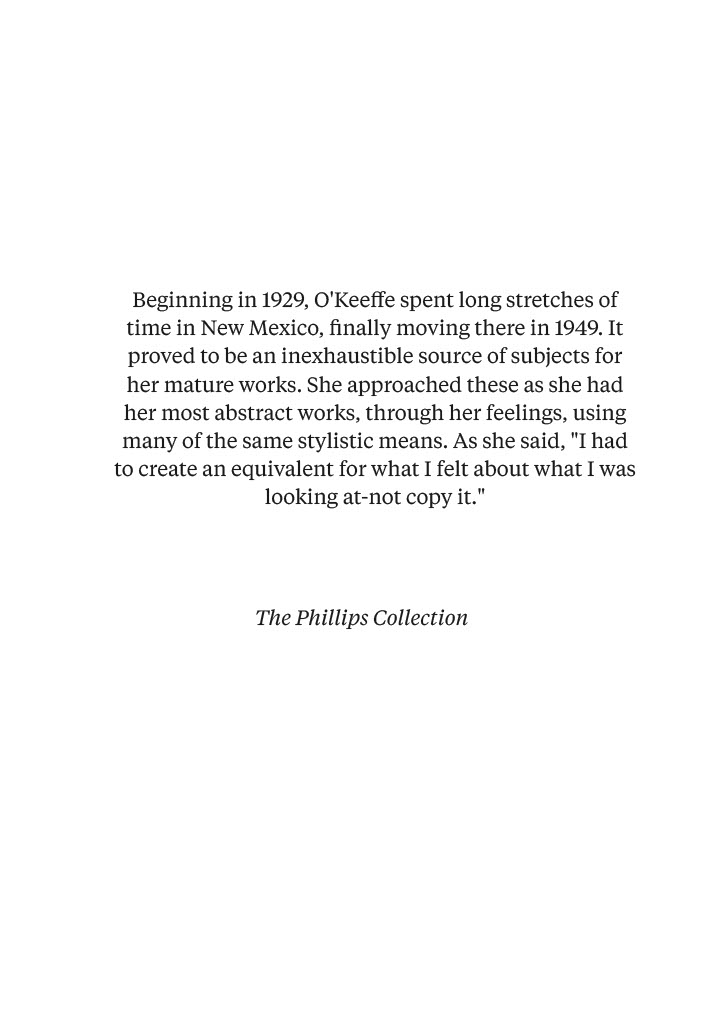 Beginning in 1929, O'Keeffe spent long stretches of
time in New Mexico, finally moving there in 1949. It
proved to be an inexhaustible source of subjects for
her mature works. She approached these as she had
her most abstract works, through her feelings, using
many of the same stylistic means. As she said, "I had
to create an equivalent for what I felt about what I was
looking at-not copy it."
The Phillips Collection